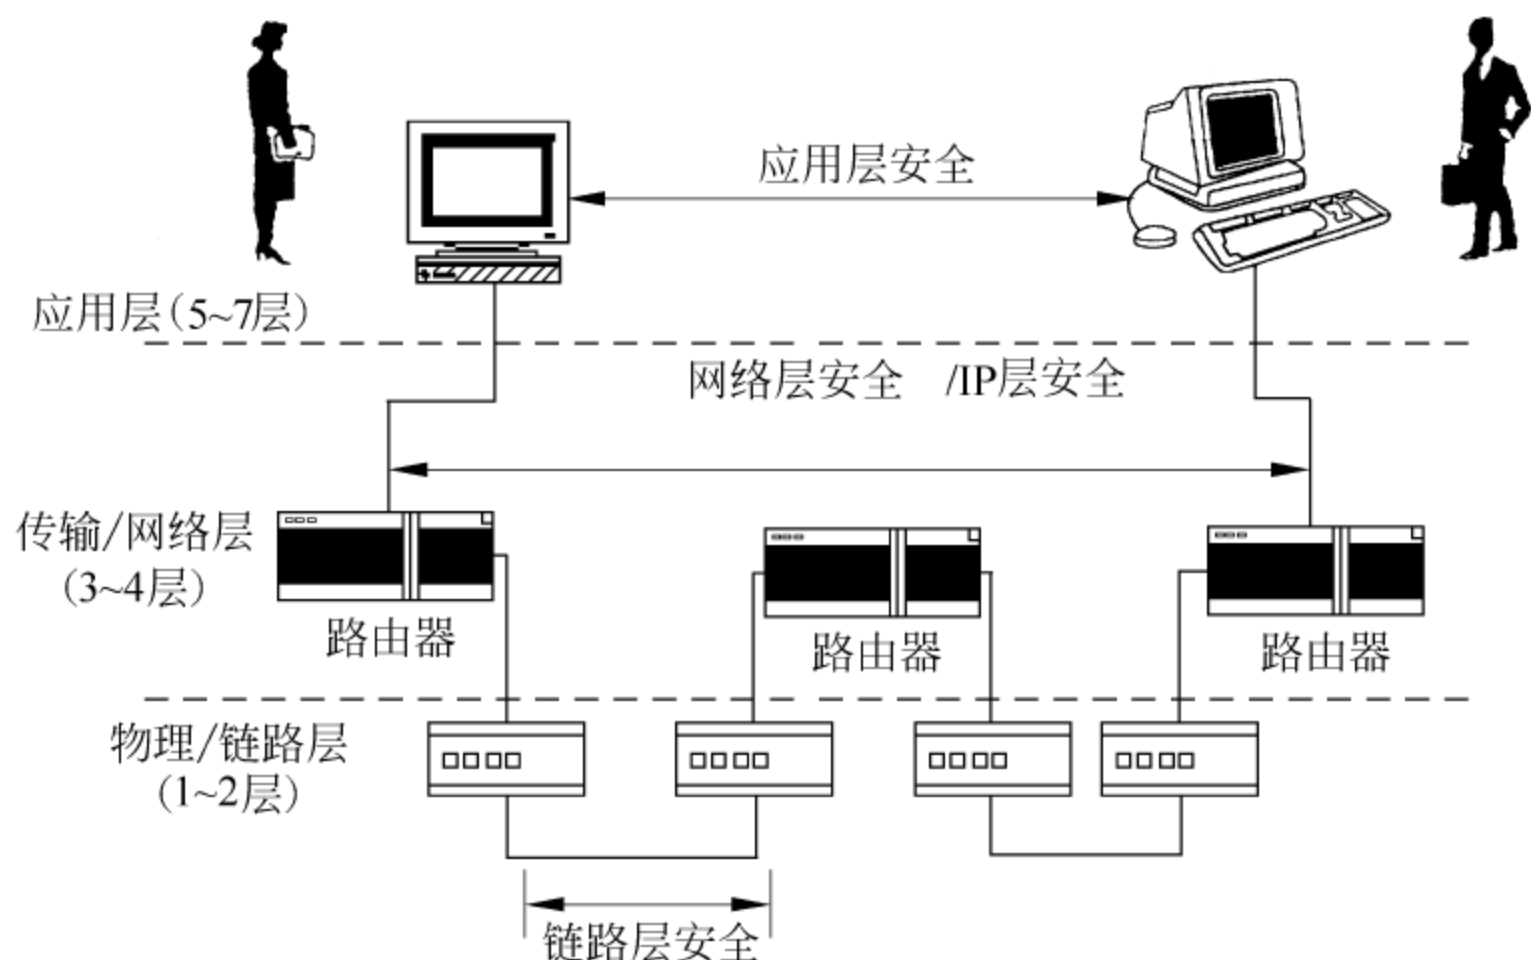 应用层安全
应用层(5~7层)
网络层安全 /IP层安全
传输/网络层
(3~4层)
路由器
路由器
路由器
物理/链路层
(1~2层)
链路层安全